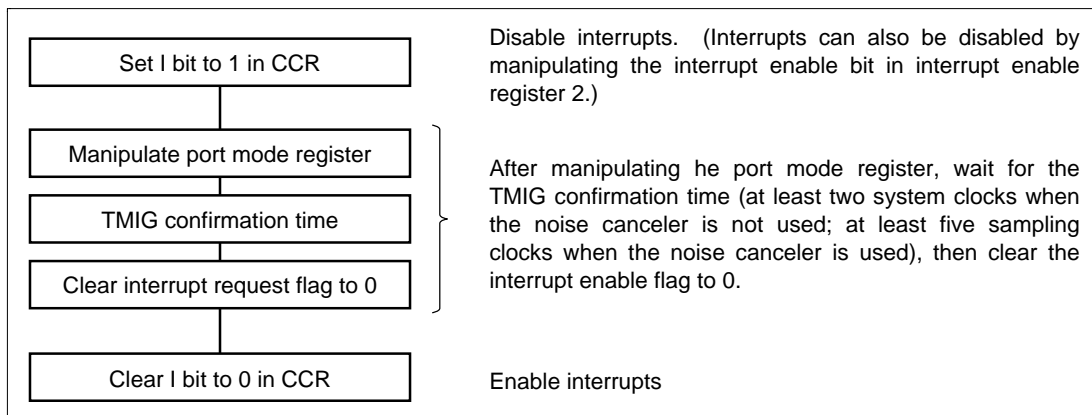 Set I bit to 1 in CCR
Disable interrupts. (Interrupts can also be disabled by
manipulating the interrupt enable bit in interrupt enable
register 2.)
Manipulate port mode register
TMIG confirmation time
Clear interrupt request flag to 0
After manipulating he port mode register, wait for the
TMIG confirmation time (at least two system clocks when
the noise canceler is not used; at least five sampling
clocks when the noise canceler is used), then clear the
interrupt enable flag to 0.
Clear I bit to 0 in CCR
Enable interrupts